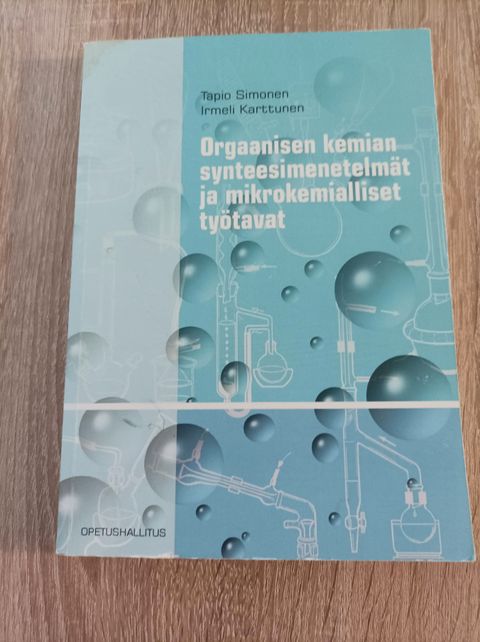 Tapio Simonen
Irmeli Karttunen
Orgaanisen kemian
synteesimenetelmät
ja mikrokemialliset
työtavat
OPETUSHALLITUS